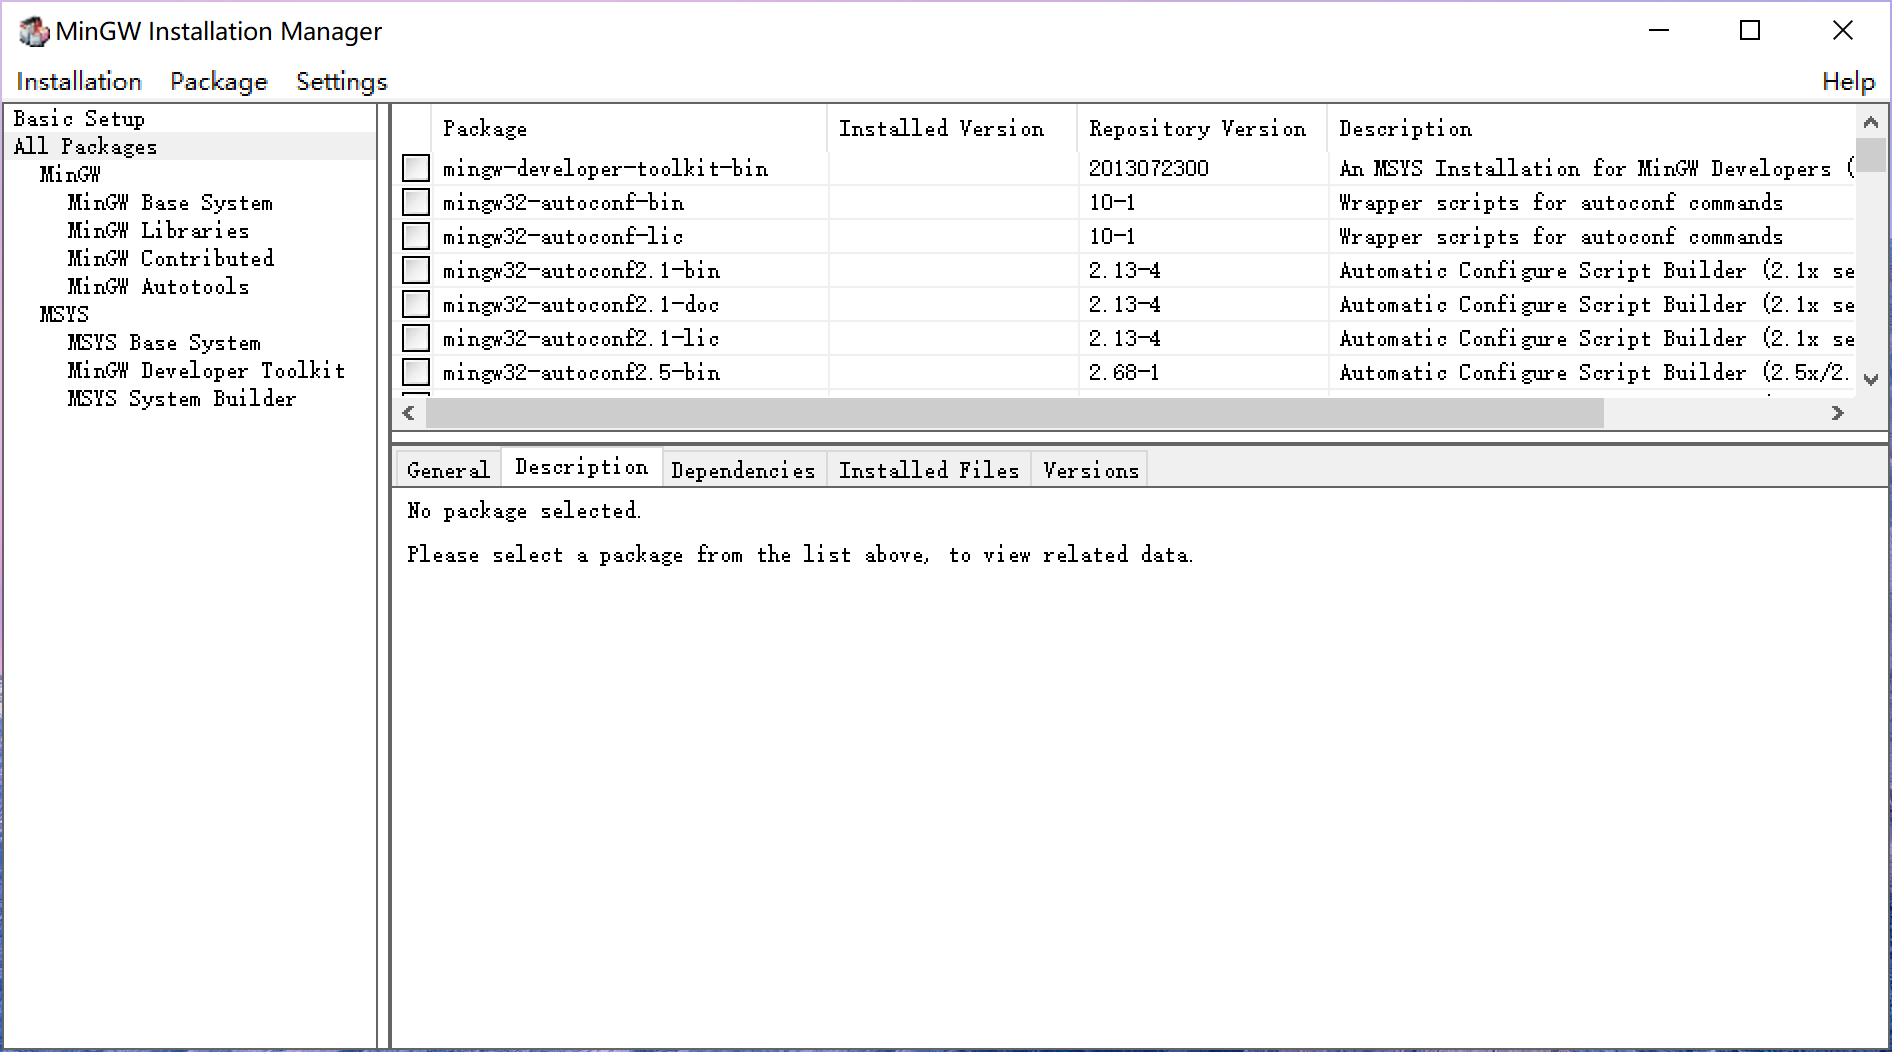 MinGW Installation Manager
Installation Package Settings Help
Basic Setup
All Packages
MinGW
MinGW Base System
MinGW Libraries
MinGW Contributed
MinGW Autotools
MSYS
MSYS Base System
MinGW Developer Toolkit
MSYS System Builder
Package Installed Version Repository Version Description
mingw-developer-toolkit-bin 2013072300 An MSYS Installation for MinGW Developers (
mingw32-autoconf-bin 10-1 Wrapper scripts for autoconf commands
mingw32-autoconf-lic 10-1 Wrapper scripts for autoconf commands
mingw32-autoconf2.1-bin 2.13-4 Automatic Configure Script Builder (2.1x se
mingw32-autoconf2.1-doc 2.13-4 Automatic Configure Script Builder (2.1x se
mingw32-autoconf2.1-lic 2.13-4 Automatic Configure Script Builder (2.1x se
mingw32-autoconf2.5-bin 2.68-1 Automatic Configure Script Builder (2.5x/2.
General Description Dependencies Installed Files Versions
No package selected.
Please select a package from the list above, to view related data.